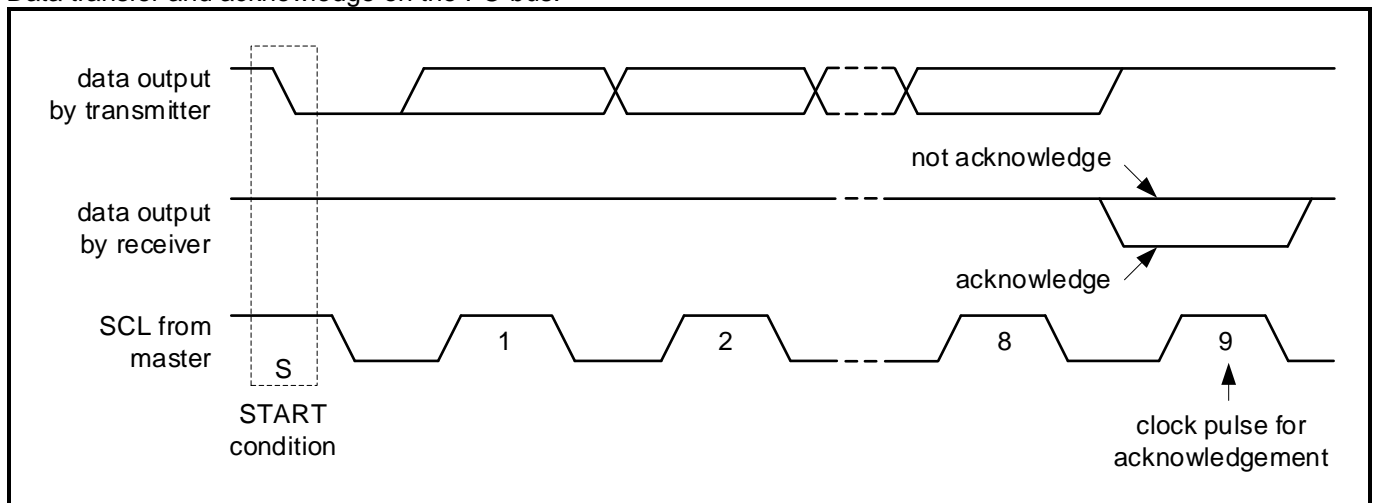 data output
by transmitter
not acknowledge
data output
by receiver
acknowledge
SCL from
master
1
2
8
9
S
START
condition
clock pulse for
acknowledgement